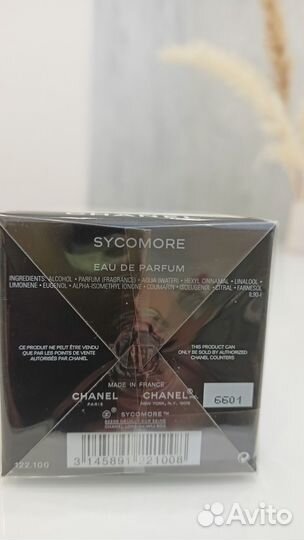 CHANEL
SYCOMORE
EAU DE PARFUM
INGREDIENTS: ALCOHOL • PARFUM (FRAGRANCE) • AQUA (WATER) • HEXYL CINNAMAL • LINALOOL •
LIMONENE • EUGENOL • ALPHA-ISOMETHYL IONONE • COUMARIN • ISOEUGENOL • CITRAL • FARNESOL
CE PRODUIT NE PEUT ÊTRE VENDU
QUE PAR LES POINTS DE VENTE
AUTORISÉS PAR CHANEL
THIS PRODUCT CAN
ONLY BE SOLD BY AUTHORIZED
CHANEL COUNTERS
MADE IN FRANCE
CHANEL CHANEL
PARIS NEW YORK, N.Y.
6601
SYCOMORE™
122.100
3 145891 221008
Avito